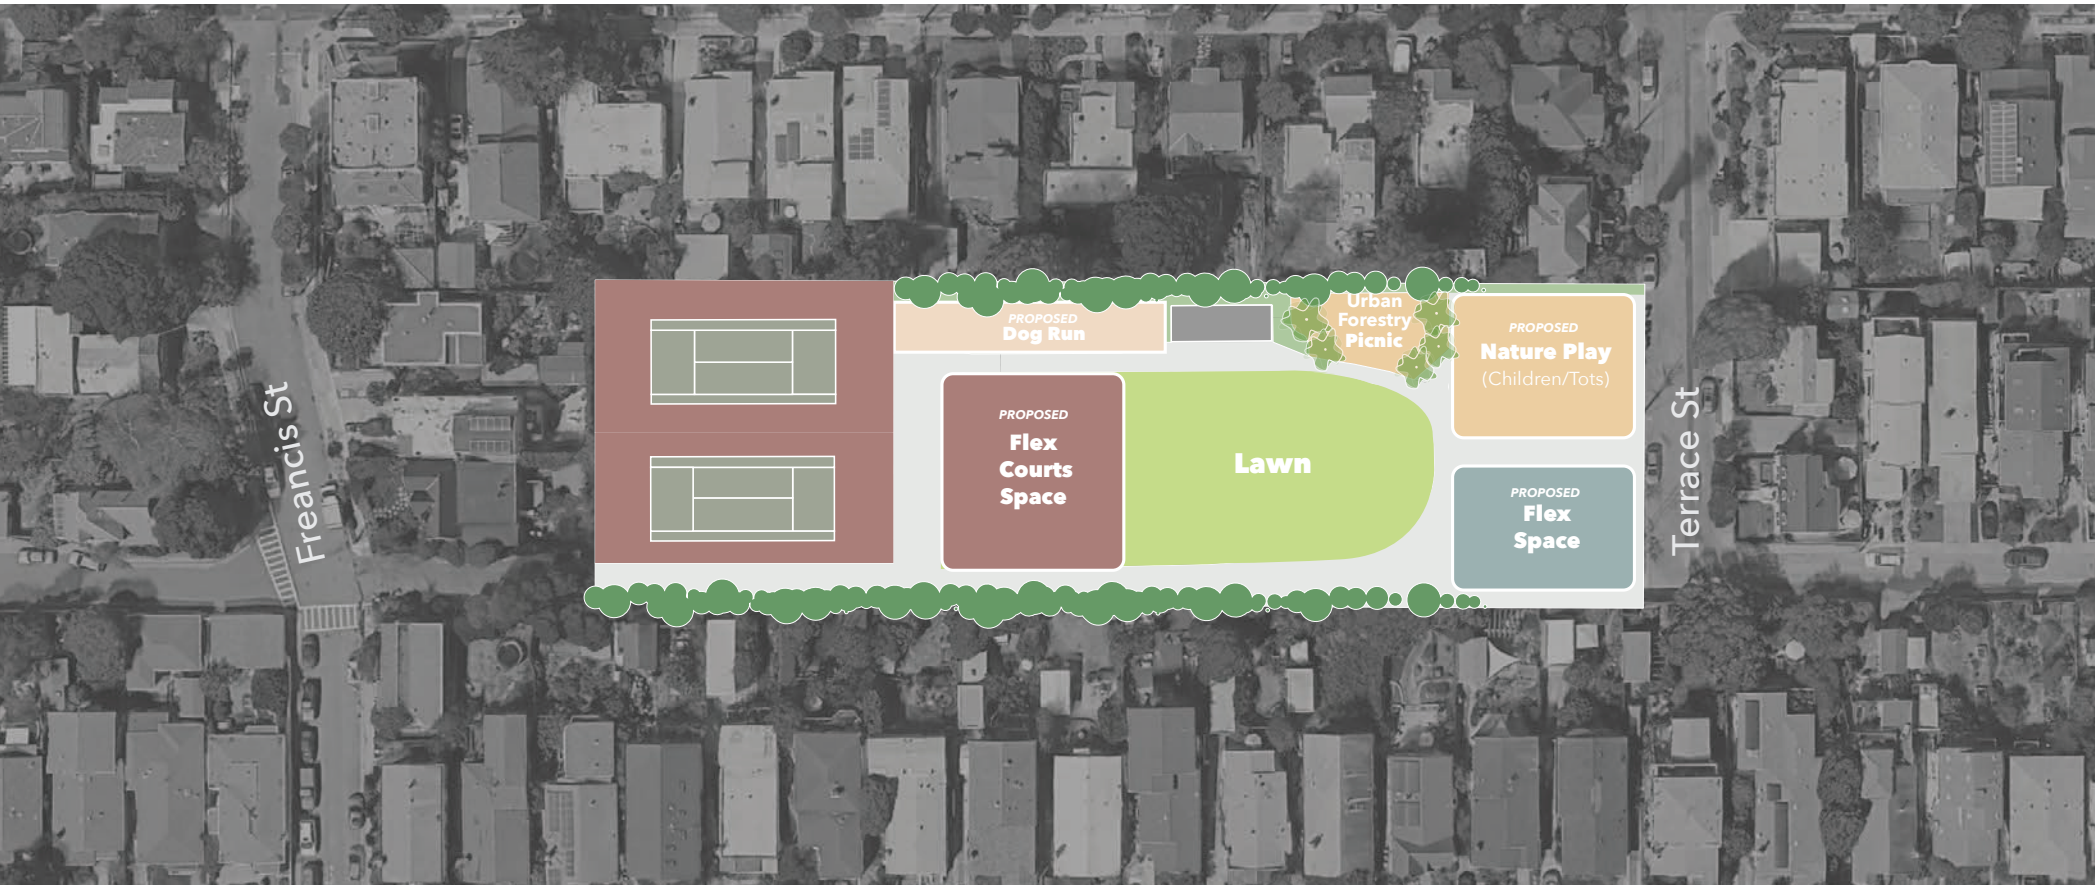 Freancis St
PROPOSED
Dog Run
Urban
Forestry
Picnic
PROPOSED
Nature Play
(Children/Tots)
PROPOSED
Flex
Courts
Space
Lawn
PROPOSED
Flex
Space
Terrace St